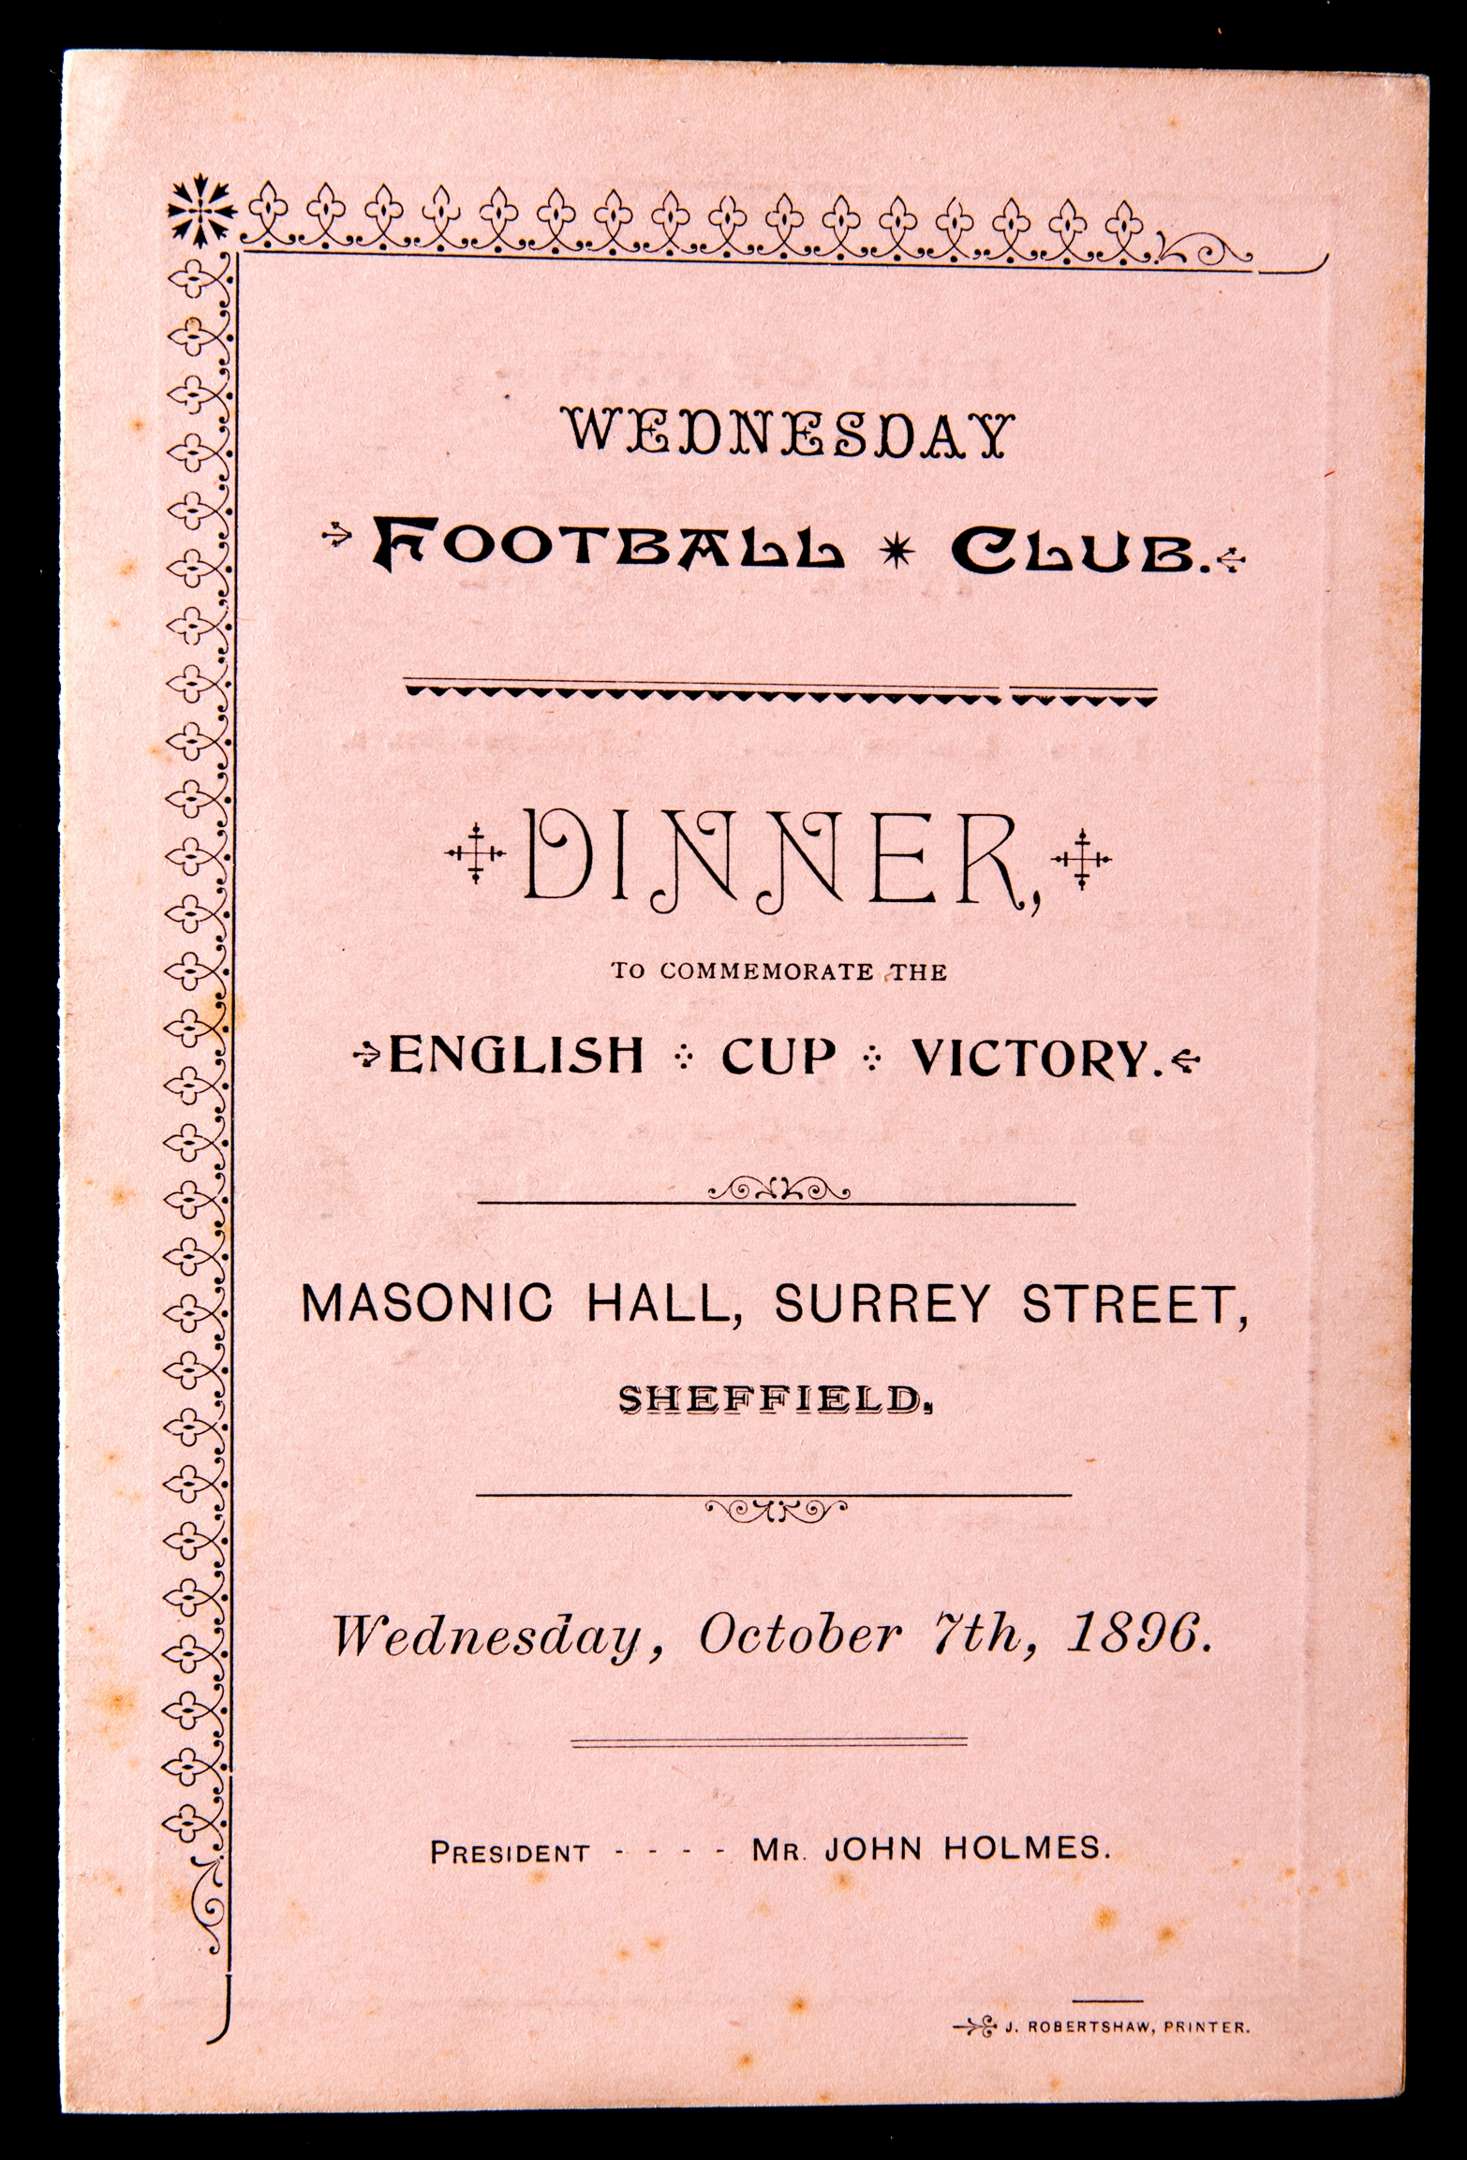 WEDNESDAY
FOOTBALL CLUB.
DINNER,
TO COMMEMORATE THE
ENGLISH CUP VICTORY.
MASONIC HALL, SURREY STREET,
SHEFFIELD,
Wednesday, October 7th, 1896.
PRESIDENT - - - - MR. JOHN HOLMES.
J. ROBERTSHAW, PRINTER.